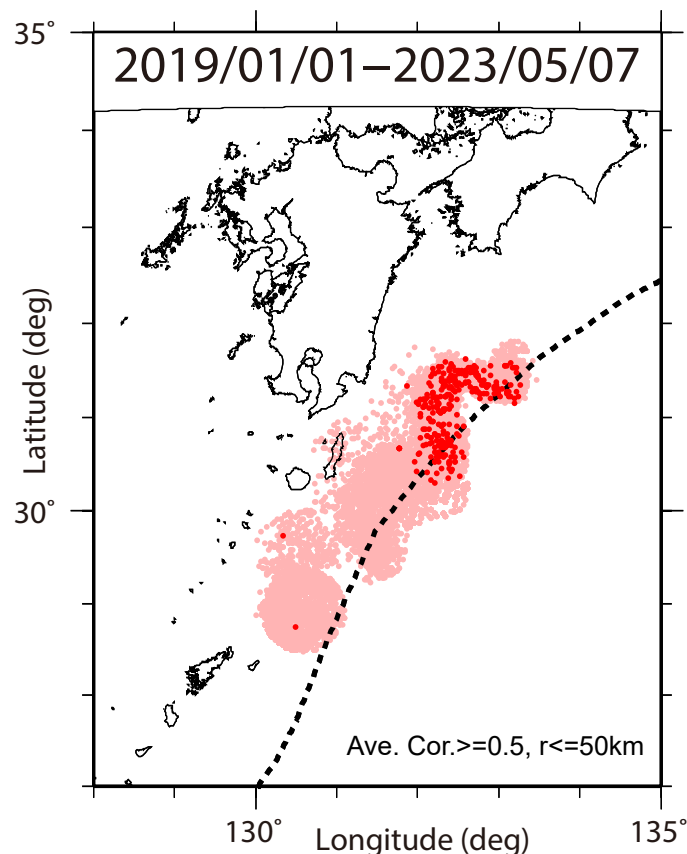 35°
2019/01/01−2023/05/07
Latitude (deg)
30°
Ave. Cor.>=0.5, r<=50km
130°
135°
Longitude (deg)